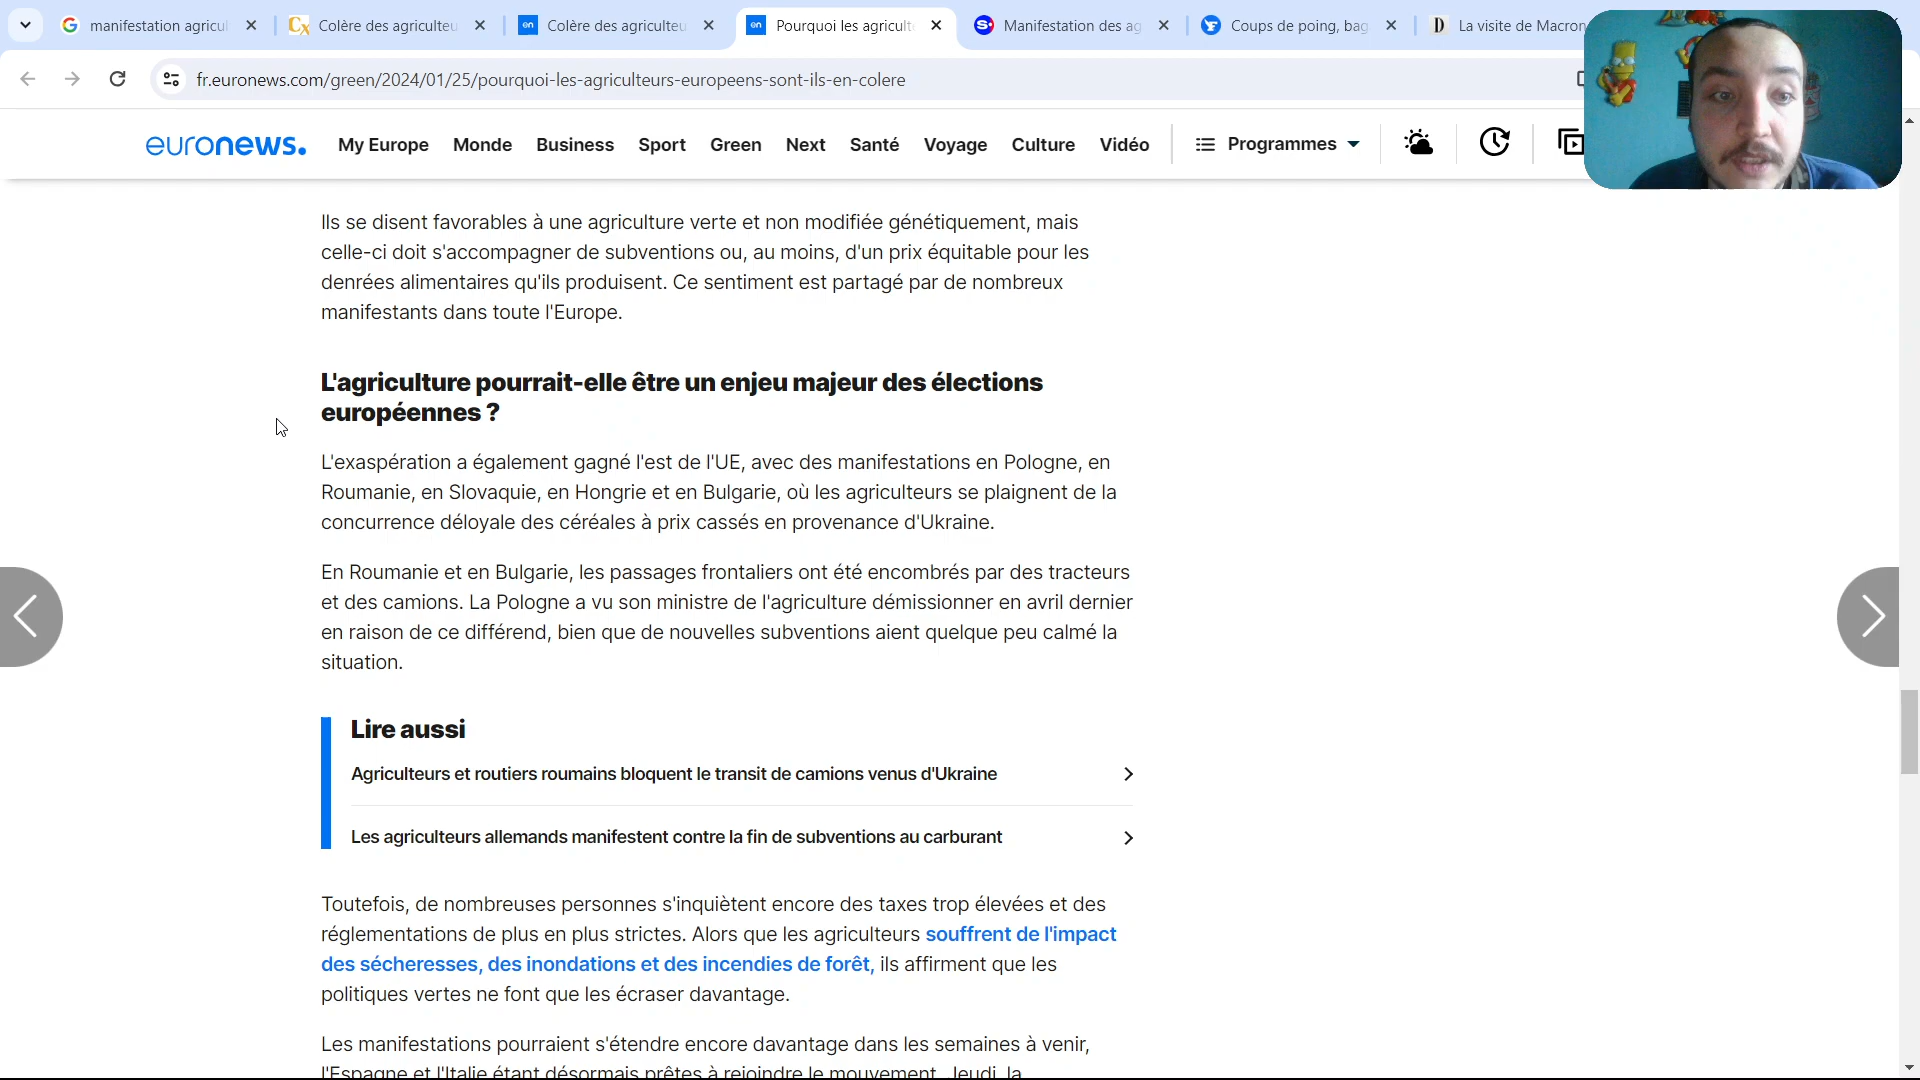 manifestation agricul
Colère des agriculteu
Colère des agriculteu
Pourquoi les agricult
Manifestation des ag
Coups de poing, bag
La visite de Macron
fr.euronews.com/green/2024/01/25/pourquoi-les-agriculteurs-europeens-sont-ils-en-colere
euronews.
My Europe
Monde
Business
Sport
Green
Next
Santé
Voyage
Culture
Vidéo
Programmes
Ils se disent favorables à une agriculture verte et non modifiée génétiquement, mais
celle-ci doit s'accompagner de subventions ou, au moins, d'un prix équitable pour les
denrées alimentaires qu'ils produisent. Ce sentiment est partagé par de nombreux
manifestants dans toute l'Europe.
L'agriculture pourrait-elle être un enjeu majeur des élections
européennes ?
L'exaspération a également gagné l'est de l'UE, avec des manifestations en Pologne, en
Roumanie, en Slovaquie, en Hongrie et en Bulgarie, où les agriculteurs se plaignent de la
concurrence déloyale des céréales à prix cassés en provenance d'Ukraine.
En Roumanie et en Bulgarie, les passages frontaliers ont été encombrés par des tracteurs
et des camions. La Pologne a vu son ministre de l'agriculture démissionner en avril dernier
en raison de ce différend, bien que de nouvelles subventions aient quelque peu calmé la
situation.
Lire aussi
Agriculteurs et routiers roumains bloquent le transit de camions venus d'Ukraine
Les agriculteurs allemands manifestent contre la fin de subventions au carburant
Toutefois, de nombreuses personnes s'inquiètent encore des taxes trop élevées et des
réglementations de plus en plus strictes. Alors que les agriculteurs souffrent de l'impact
des sécheresses, des inondations et des incendies de forêt, ils affirment que les
politiques vertes ne font que les écraser davantage.
Les manifestations pourraient s'étendre encore davantage dans les semaines à venir,
l'Espagne et l'Italie étant désormais prêtes à rejoindre le mouvement. Jeudi, la